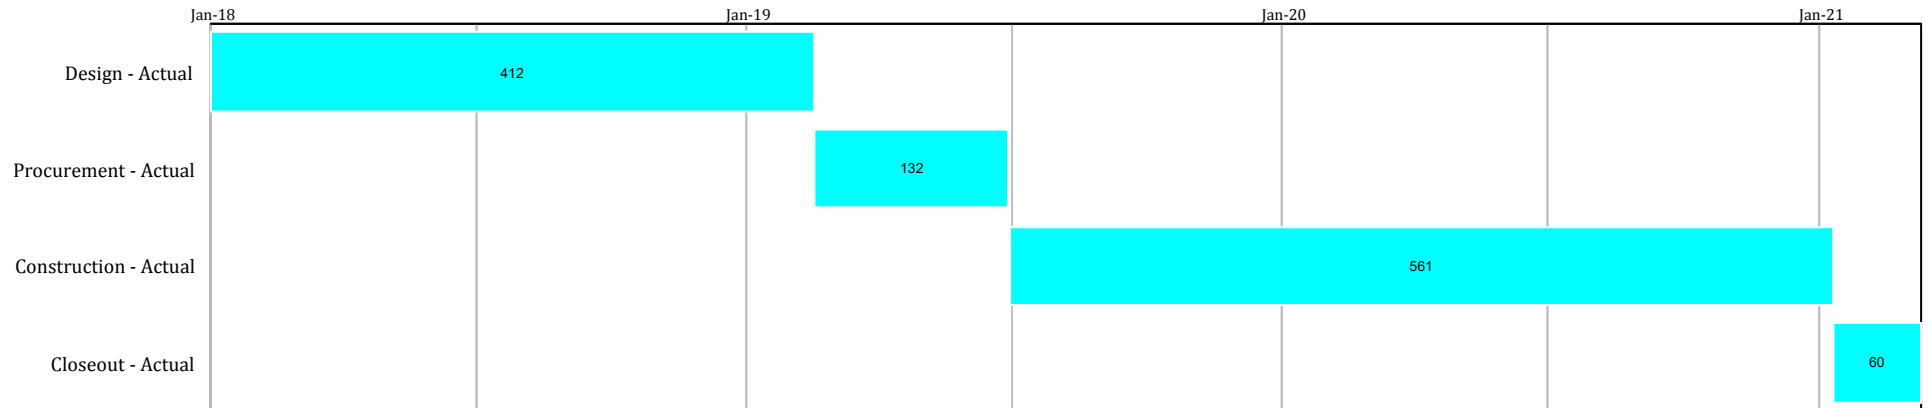 Jan-18 Jan-19 Jan-20 Jan-21
Design - Actual 412
Procurement - Actual 132
Construction - Actual 561
Closeout - Actual 60